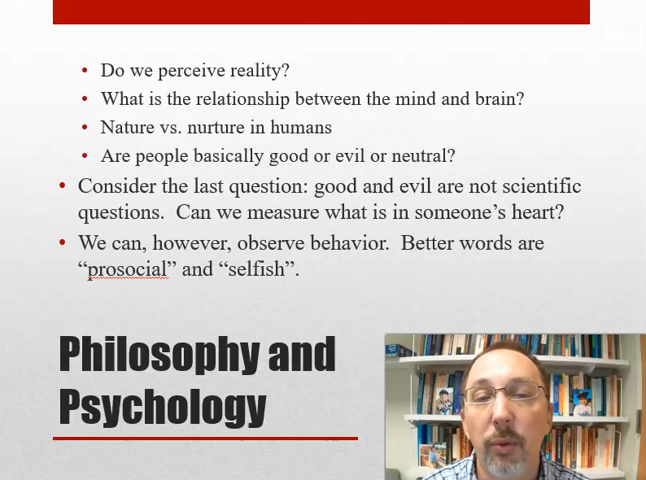 • Do we perceive reality?
• What is the relationship between the mind and brain?
• Nature vs. nurture in humans
• Are people basically good or evil or neutral?
• Consider the last question: good and evil are not scientific
questions. Can we measure what is in someone's heart?
• We can, however, observe behavior. Better words are
“prosocial” and “selfish”.
Philosophy and
Psychology